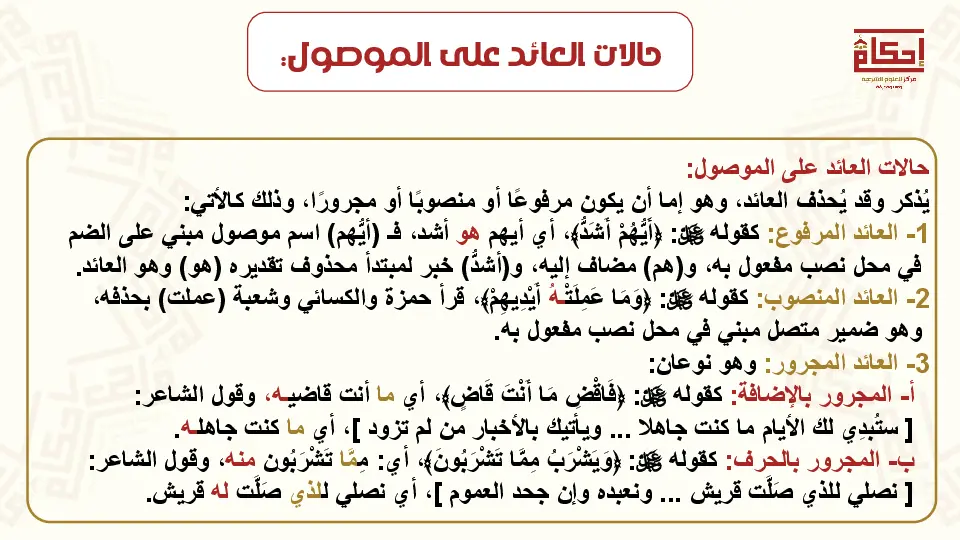 حالات العائد على الموصول:
إحكام
مركز العلوم الشرعية
حالات العائد على الموصول:
يُذكر وقد يُحذف العائد، وهو إما أن يكون مرفوعًا أو منصوبًا أو مجرورًا، وذلك كالآتي:
1- العائد المرفوع: كقوله ﷻ: ﴿أَيُّهُمْ أَشَدُّ﴾، أي أيهم هو أشد، فـ (أيُّهم) اسم موصول مبني على الضم
في محل نصب مفعول به، و(هم) مضاف إليه، و(أشدُّ) خبر لمبتدأ محذوف تقديره (هو) وهو العائد.
2- العائد المنصوب: كقوله ﷻ: ﴿وَمَا عَمِلَتْـهُ أَيْدِيهِمْ﴾، قرأ حمزة والكسائي وشعبة (عملت) بحذفه،
وهو ضمير متصل مبني في محل نصب مفعول به.
3- العائد المجرور: وهو نوعان:
أ- المجرور بالإضافة: كقوله ﷻ: ﴿فَاقْضِ مَا أَنْتَ قَاضٍ﴾، أي ما أنت قاضيـه، وقول الشاعر:
[ ستُبدِي لك الأيام ما كنت جاهلا ... ويأتيك بالأخبار من لم تزود ]، أي ما كنت جاهلـه.
ب- المجرور بالحرف: كقوله ﷻ: ﴿وَيَشْرَبُ مِمَّا تَشْرَبُونَ﴾، أي: مِمَّا تَشْرَبُون منه، وقول الشاعر:
[ نصلي للذي صَلَّت قريش ... ونعبده وإن جحد العموم ]، أي نصلي للذي صَلَّت له قريش.